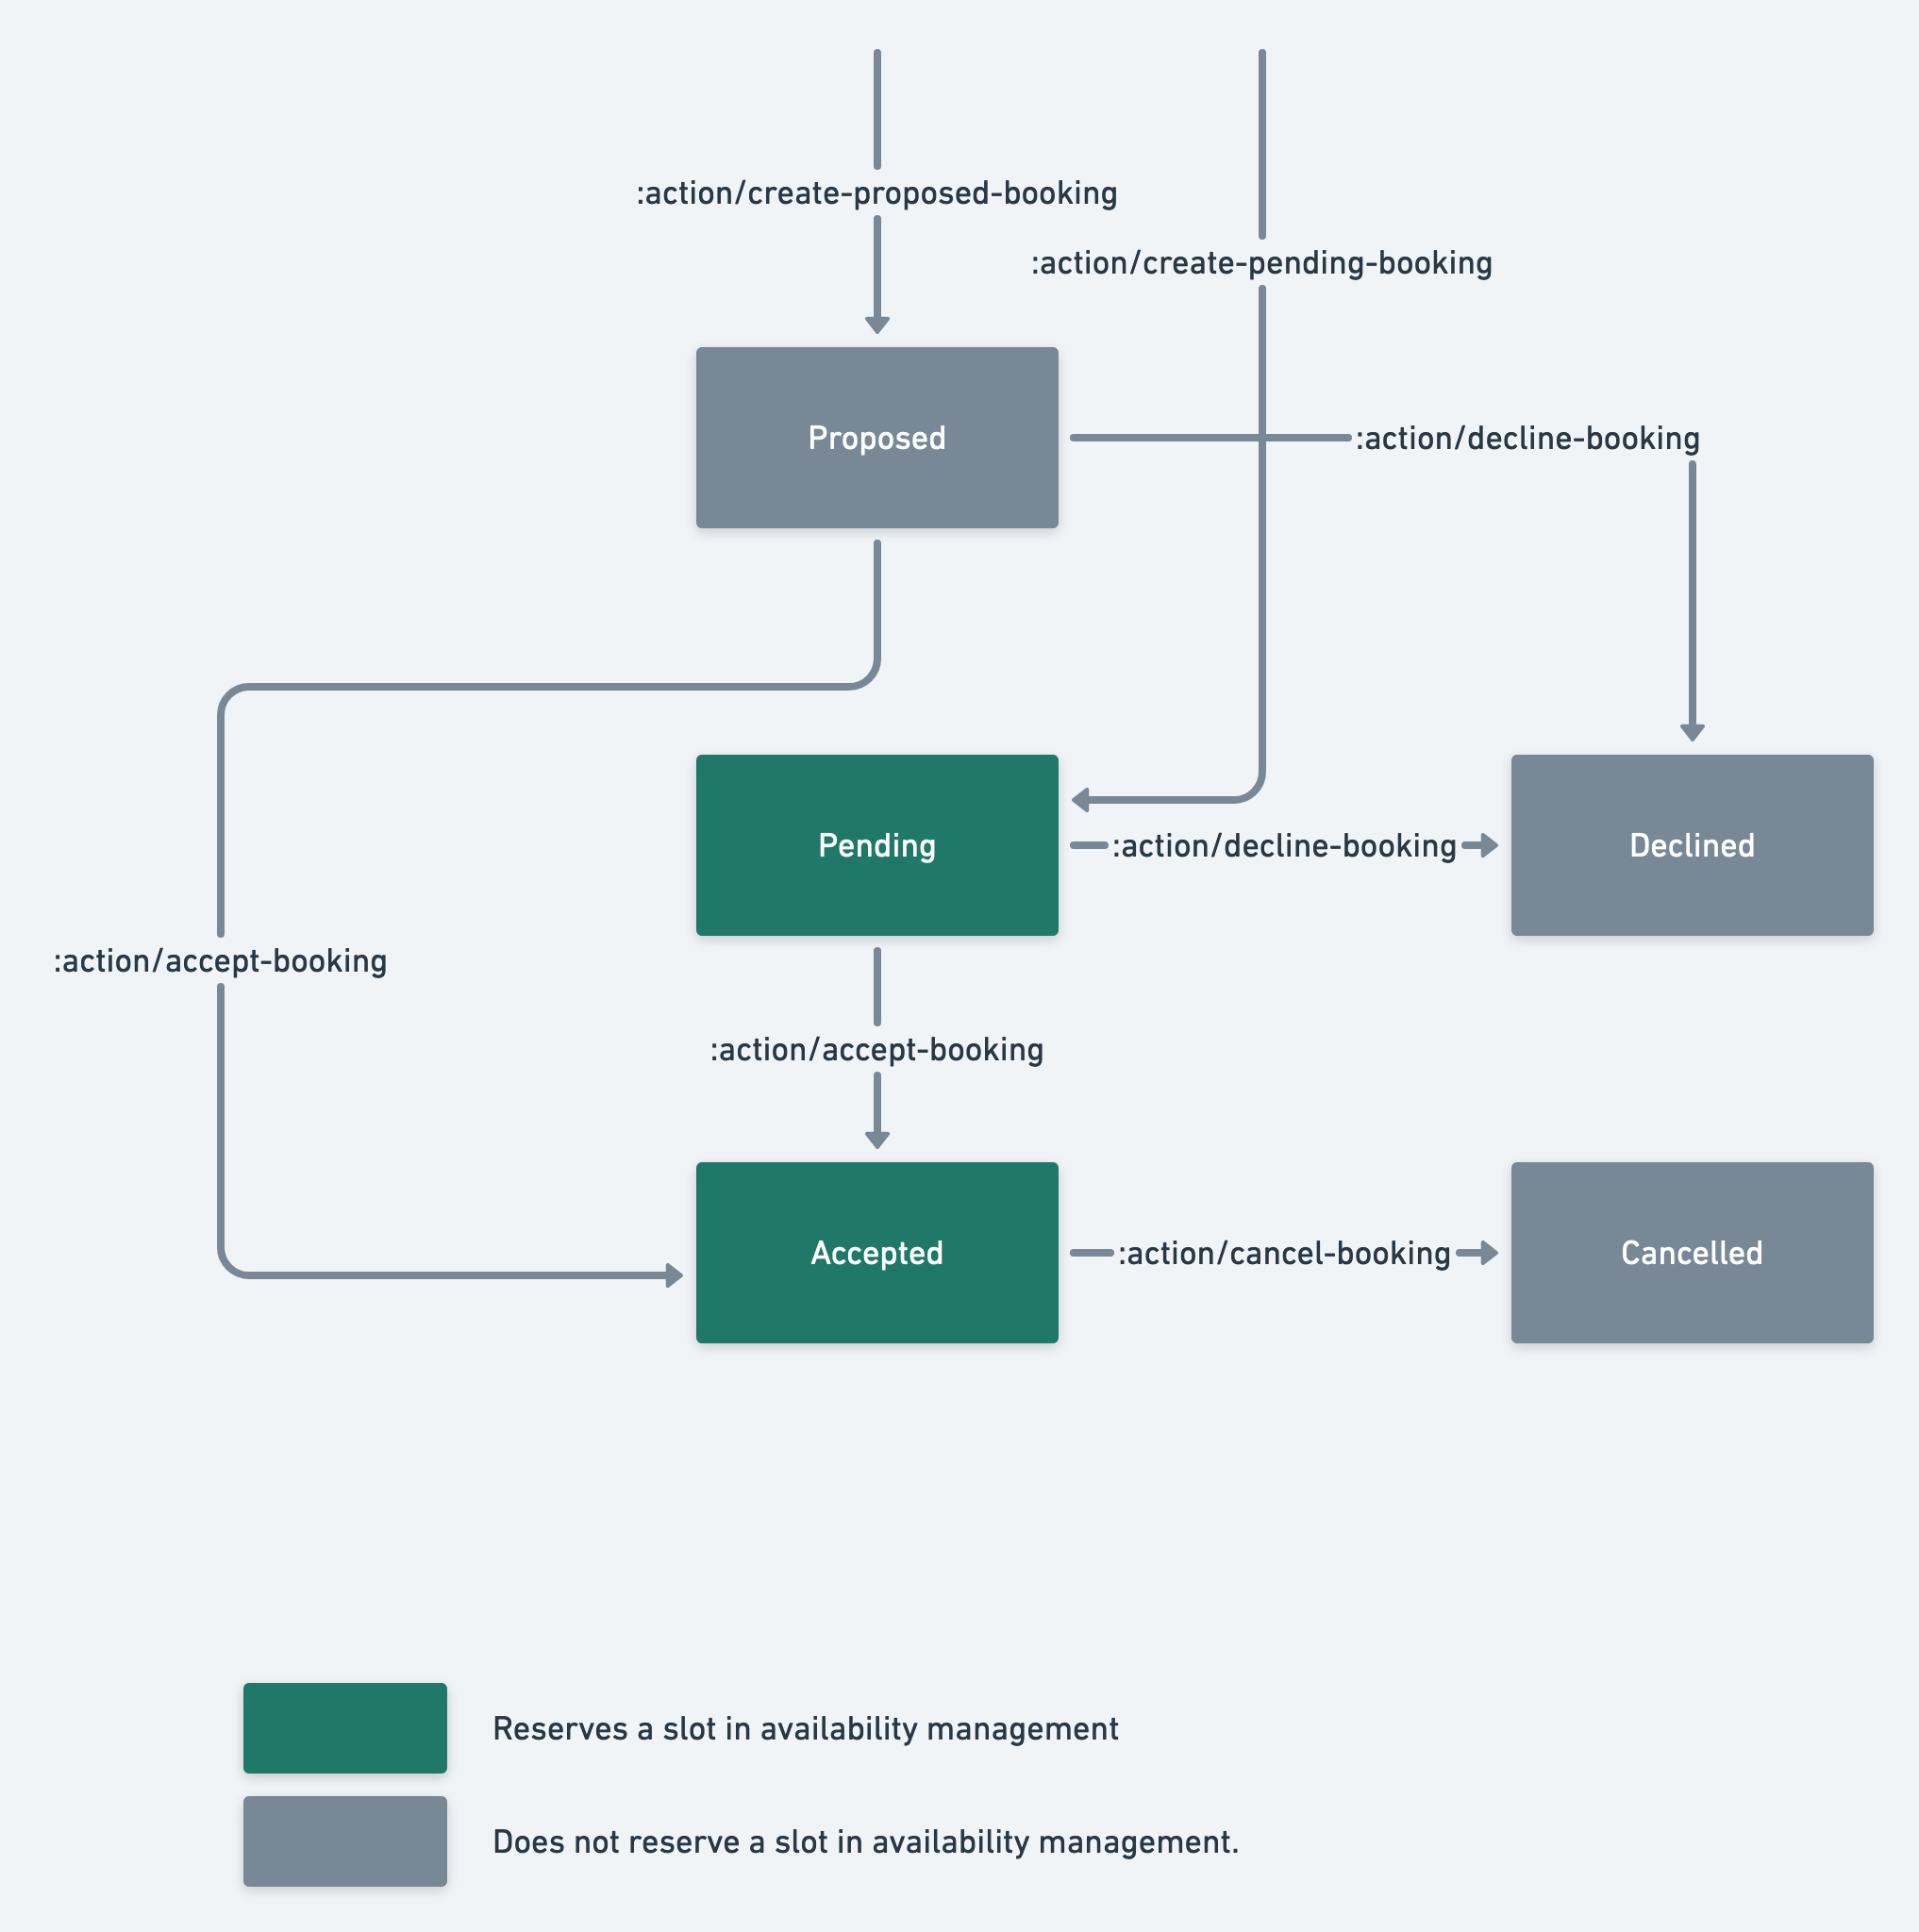 :action/create-proposed-booking
:action/create-pending-booking
Proposed
:action/decline-booking
Pending
:action/decline-booking
Declined
:action/accept-booking
:action/accept-booking
Accepted
:action/cancel-booking
Cancelled
Reserves a slot in availability management
Does not reserve a slot in availability management.